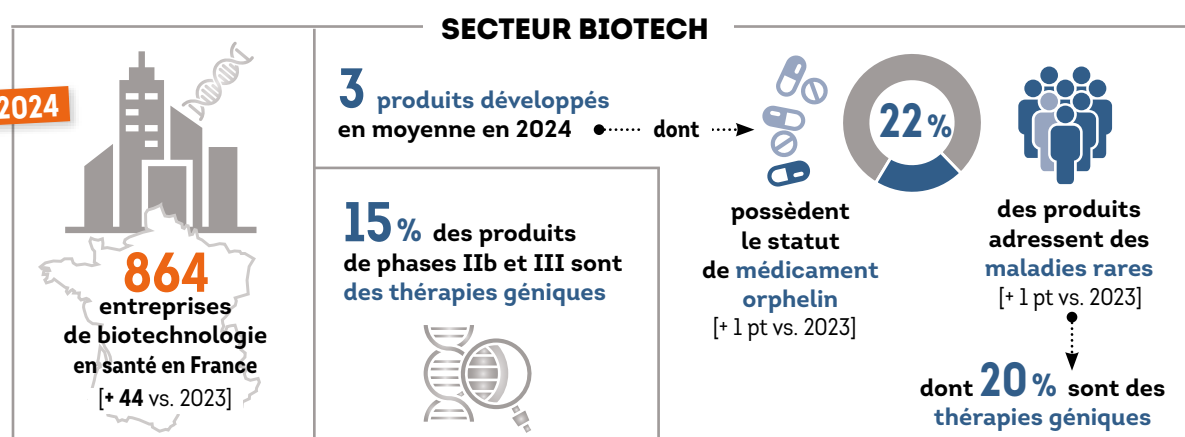 SECTEUR BIOTECH
2024
864
entreprises
de biotechnologie
en santé en France
[+ 44 vs. 2023]
3 produits développés
en moyenne en 2024 dont
15 % des produits
de phases IIb et III sont
des thérapies géniques
22 %
possèdent
le statut
de médicament
orphelin
[+ 1 pt vs. 2023]
des produits
adressent des
maladies rares
[+ 1 pt vs. 2023]
dont 20 % sont des
thérapies géniques